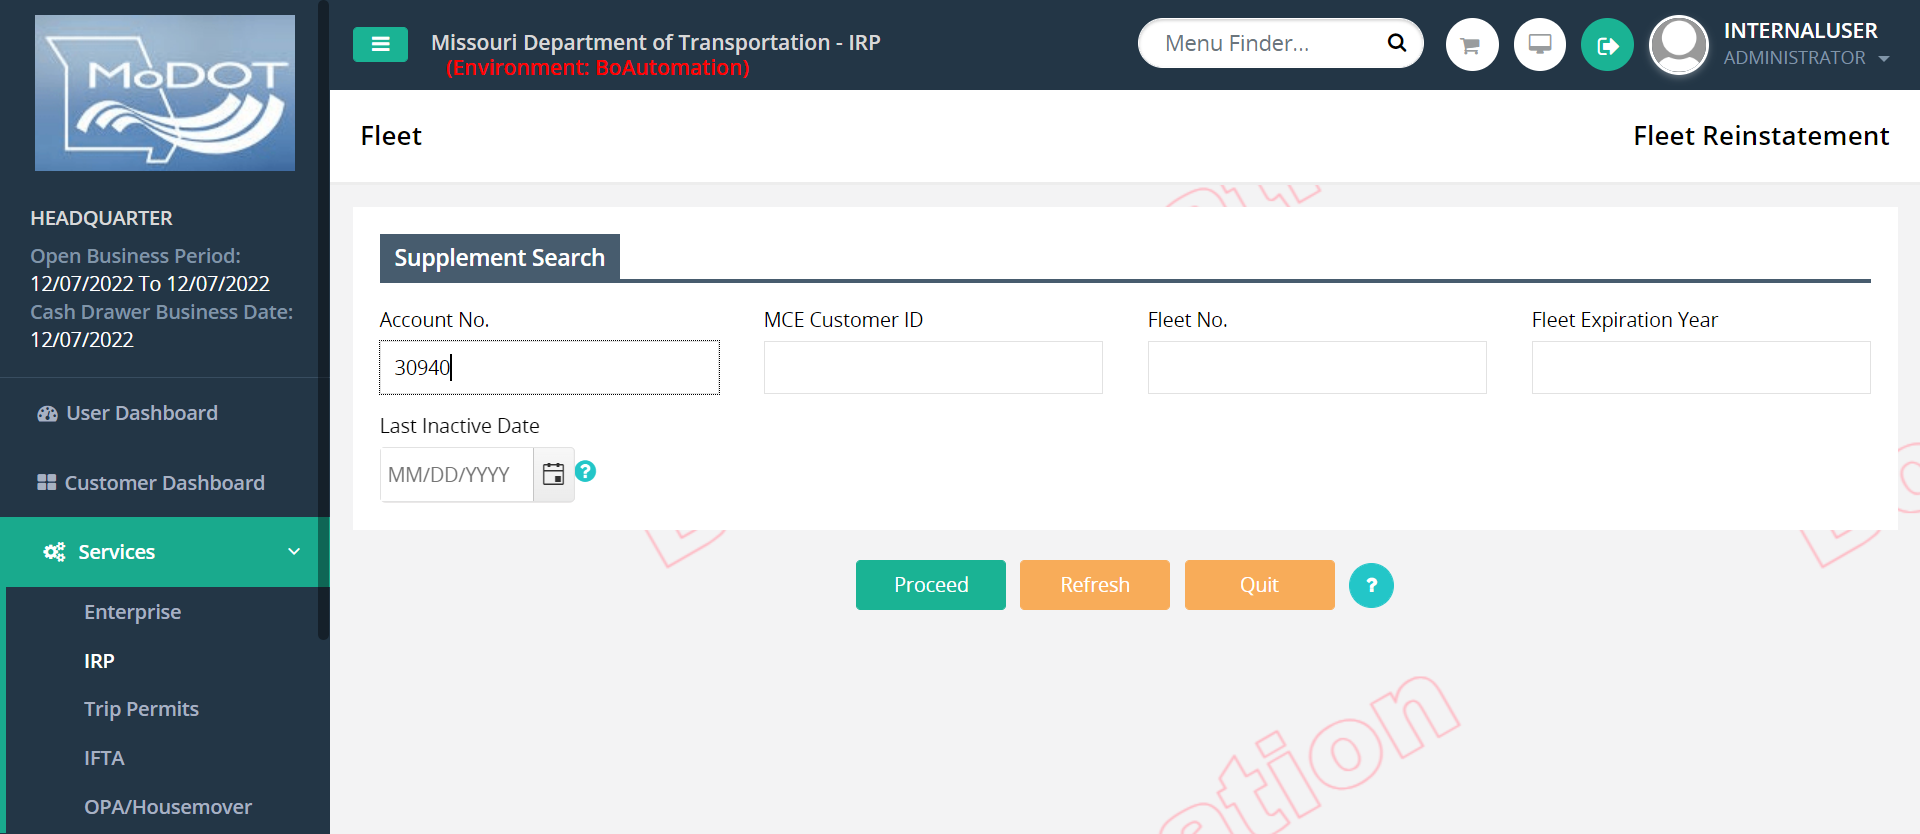 MoDOT
Missouri Department of Transportation - IRP
(Environment: BoAutomation)
Menu Finder...
INTERNALUSER
ADMINISTRATOR
HEADQUARTER
Open Business Period:
12/07/2022 To 12/07/2022
Cash Drawer Business Date:
12/07/2022
User Dashboard
Customer Dashboard
Services
Enterprise
IRP
Trip Permits
IFTA
OPA/Housemover
Fleet
Fleet Reinstatement
Supplement Search
Account No.
MCE Customer ID
Fleet No.
Fleet Expiration Year
30940
Last Inactive Date
MM/DD/YYYY
?
Proceed
Refresh
Quit
?
ation